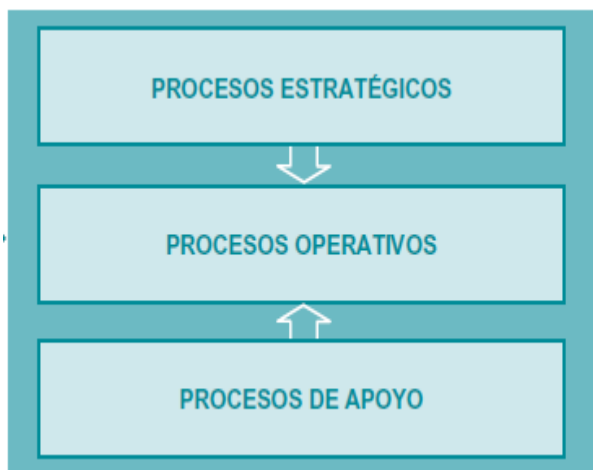 PROCESOS ESTRATÉGICOS
PROCESOS OPERATIVOS
PROCESOS DE APOYO